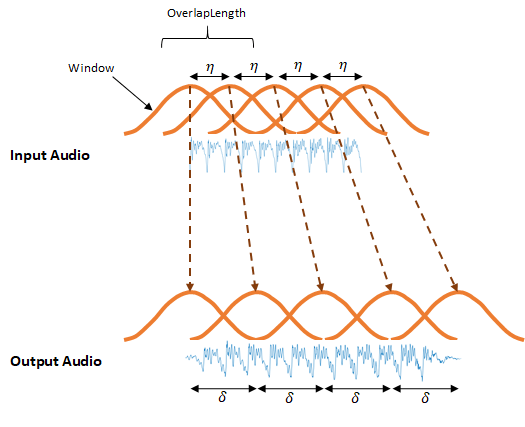 OverlapLength
η η η η
Window
Input Audio
Output Audio
δ δ δ δ